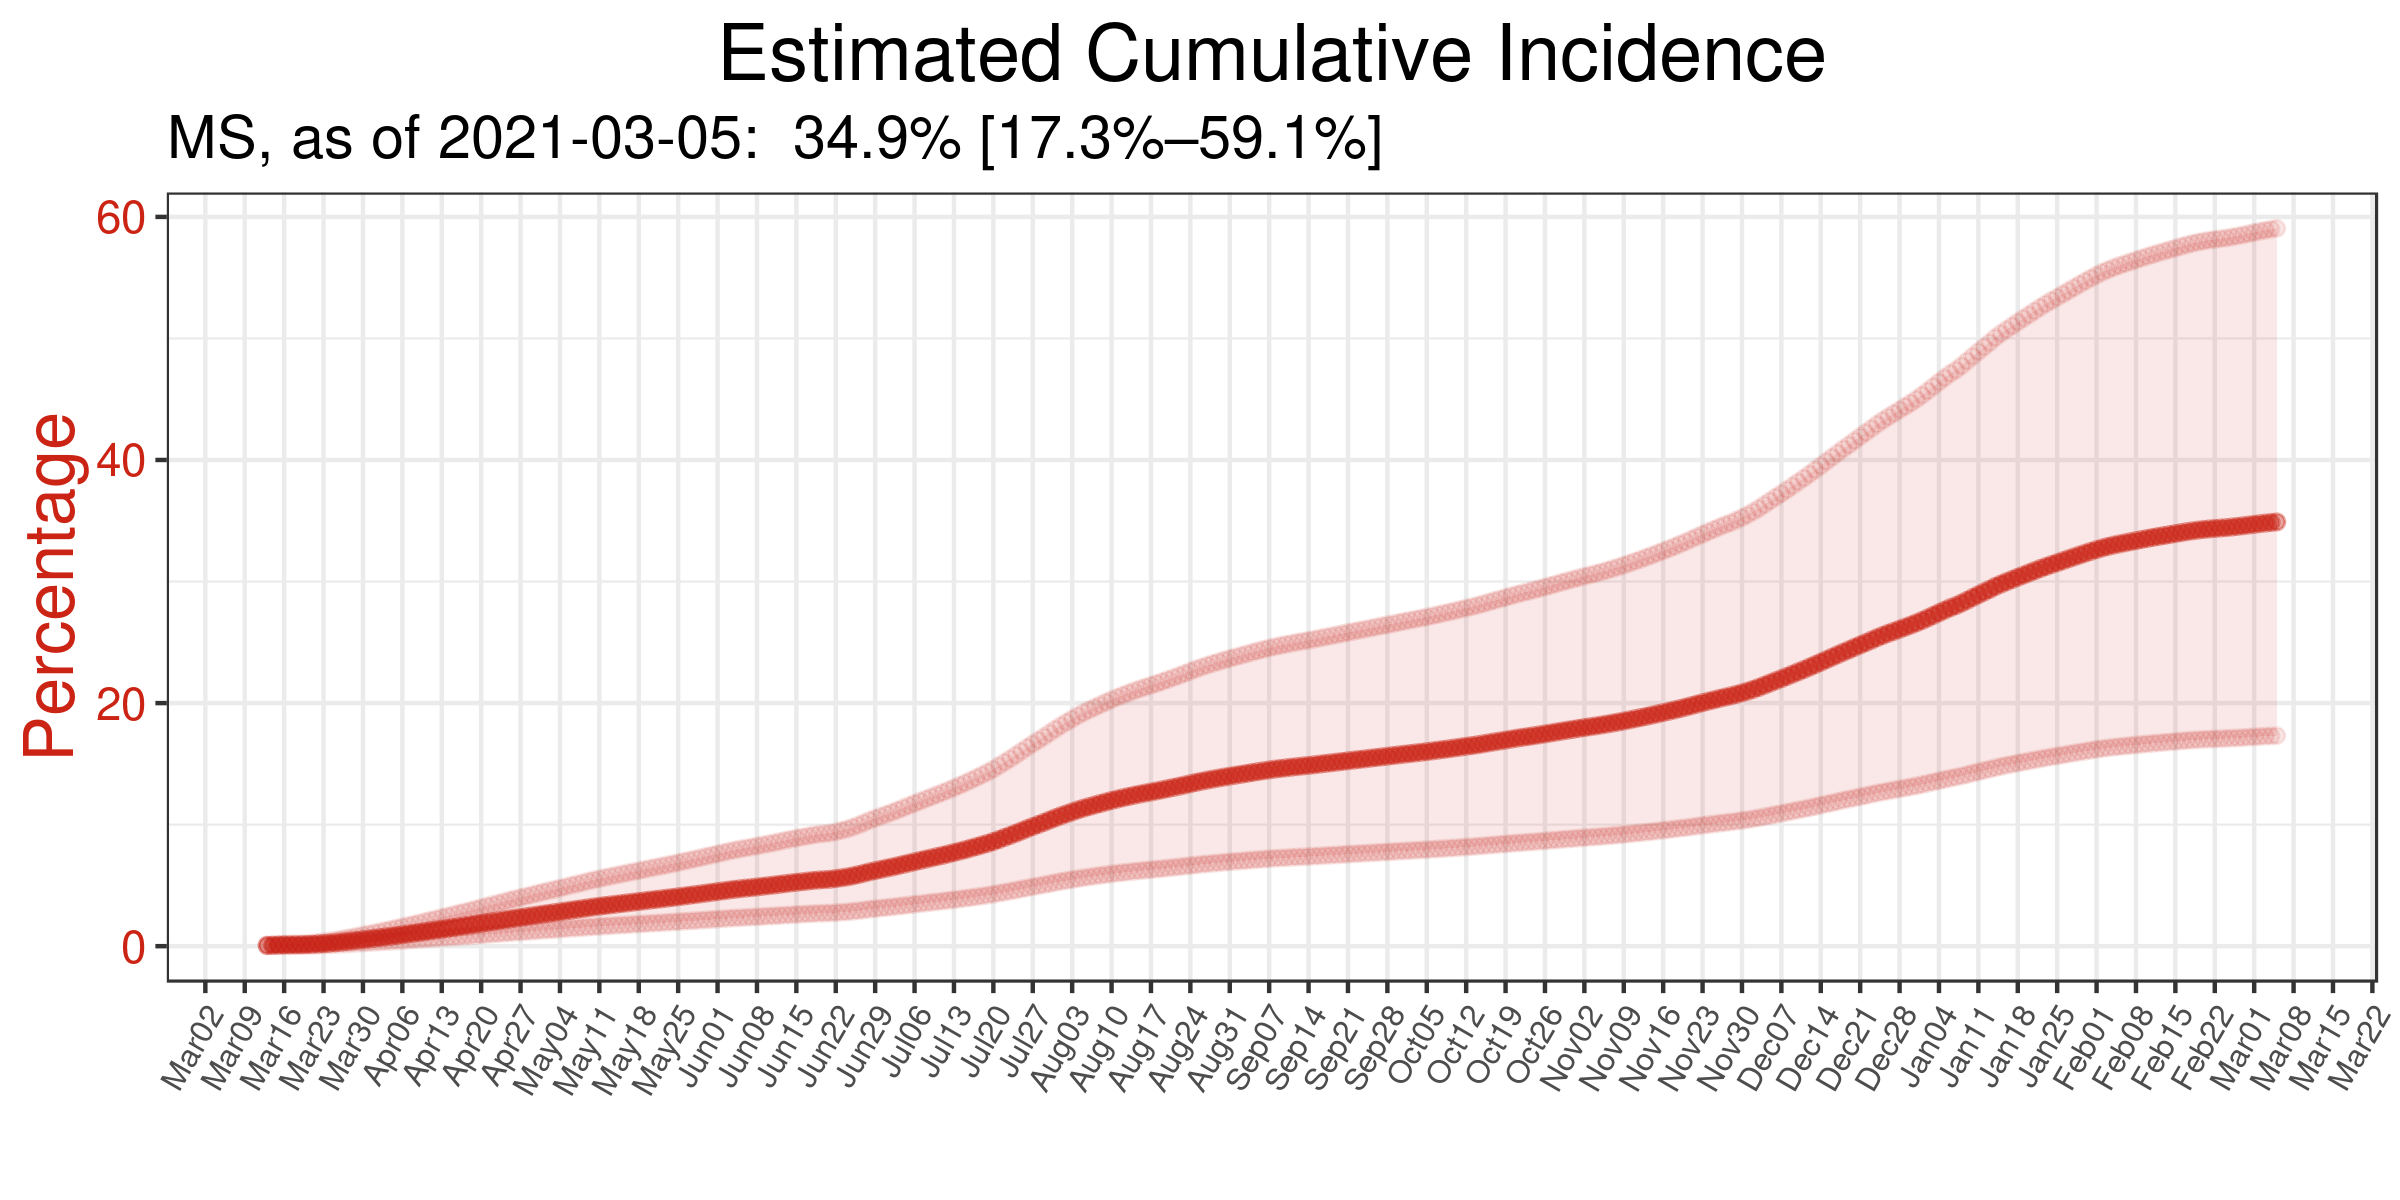 Estimated Cumulative Incidence
MS, as of 2021-03-05:  34.9% [17.3%–59.1%]
Percentage
60
40
20
0
Mar02
Mar09
Mar16
Mar23
Mar30
Apr06
Apr13
Apr20
Apr27
May04
May11
May18
May25
Jun01
Jun08
Jun15
Jun22
Jun29
Jul06
Jul13
Jul20
Jul27
Aug03
Aug10
Aug17
Aug24
Aug31
Sep07
Sep14
Sep21
Sep28
Oct05
Oct12
Oct19
Oct26
Nov02
Nov09
Nov16
Nov23
Nov30
Dec07
Dec14
Dec21
Dec28
Jan04
Jan11
Jan18
Jan25
Feb01
Feb08
Feb15
Feb22
Mar01
Mar08
Mar15
Mar22